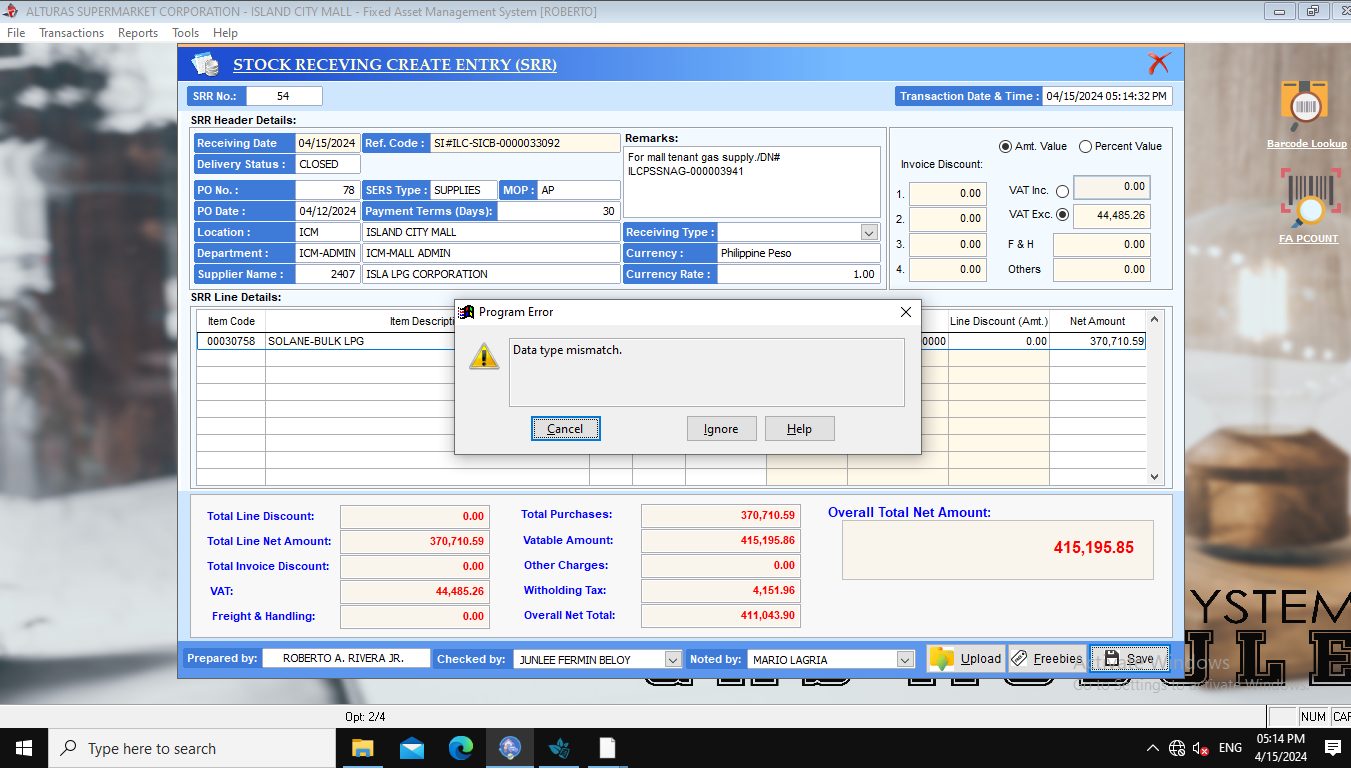 ALTURAS SUPERMARKET CORPORATION - ISLAND CITY MALL - Fixed Asset Management System [ROBERTO]
File Transactions Reports Tools Help
STOCK RECEVING CREATE ENTRY (SRR)
SRR No.: 54
Transaction Date & Time : 04/15/2024 05:14:32 PM
SRR Header Details:
Receiving Date 04/15/2024 Ref. Code : SI#ILC-SICB-0000033092
Delivery Status : CLOSED
PO No. : 78 SERS Type : SUPPLIES MOP : AP
PO Date : 04/12/2024 Payment Terms (Days): 30
Location : ICM ISLAND CITY MALL
Department : ICM-ADMIN ICM-MALL ADMIN
Supplier Name : 2407 ISLA LPG CORPORATION
Remarks:
For mall tenant gas supply./DN#
ILCPSSNAG-000003941
Receiving Type :
Currency : Philippine Peso
Currency Rate : 1.00
Amt. Value Percent Value
Invoice Discount:
1. 0.00 VAT Inc. 0.00
2. 0.00 VAT Exc. 44,485.26
3. 0.00 F & H 0.00
4. 0.00 Others 0.00
SRR Line Details:
Item Code Item Descripti Line Discount (Amt.) Net Amount
00030758 SOLANE-BULK LPG 0000 0.00 370,710.59
Program Error
Data type mismatch.
Cancel Ignore Help
Total Line Discount: 0.00
Total Line Net Amount: 370,710.59
Total Invoice Discount: 0.00
VAT: 44,485.26
Freight & Handling: 0.00
Total Purchases: 370,710.59
Vatable Amount: 415,195.86
Other Charges: 0.00
Witholding Tax: 4,151.96
Overall Net Total: 411,043.90
Overall Total Net Amount:
415,195.85
Prepared by: ROBERTO A. RIVERA JR. Checked by: JUNLEE FERMIN BELOY Noted by: MARIO LAGRIA Upload Freebies Save
Barcode Lookup
FA PCOUNT
YSTEM
ULE
Activate Windows
Go to Settings to activate Windows.
Opt: 2/4
NUM CAP
Type here to search
ENG
05:14 PM
4/15/2024